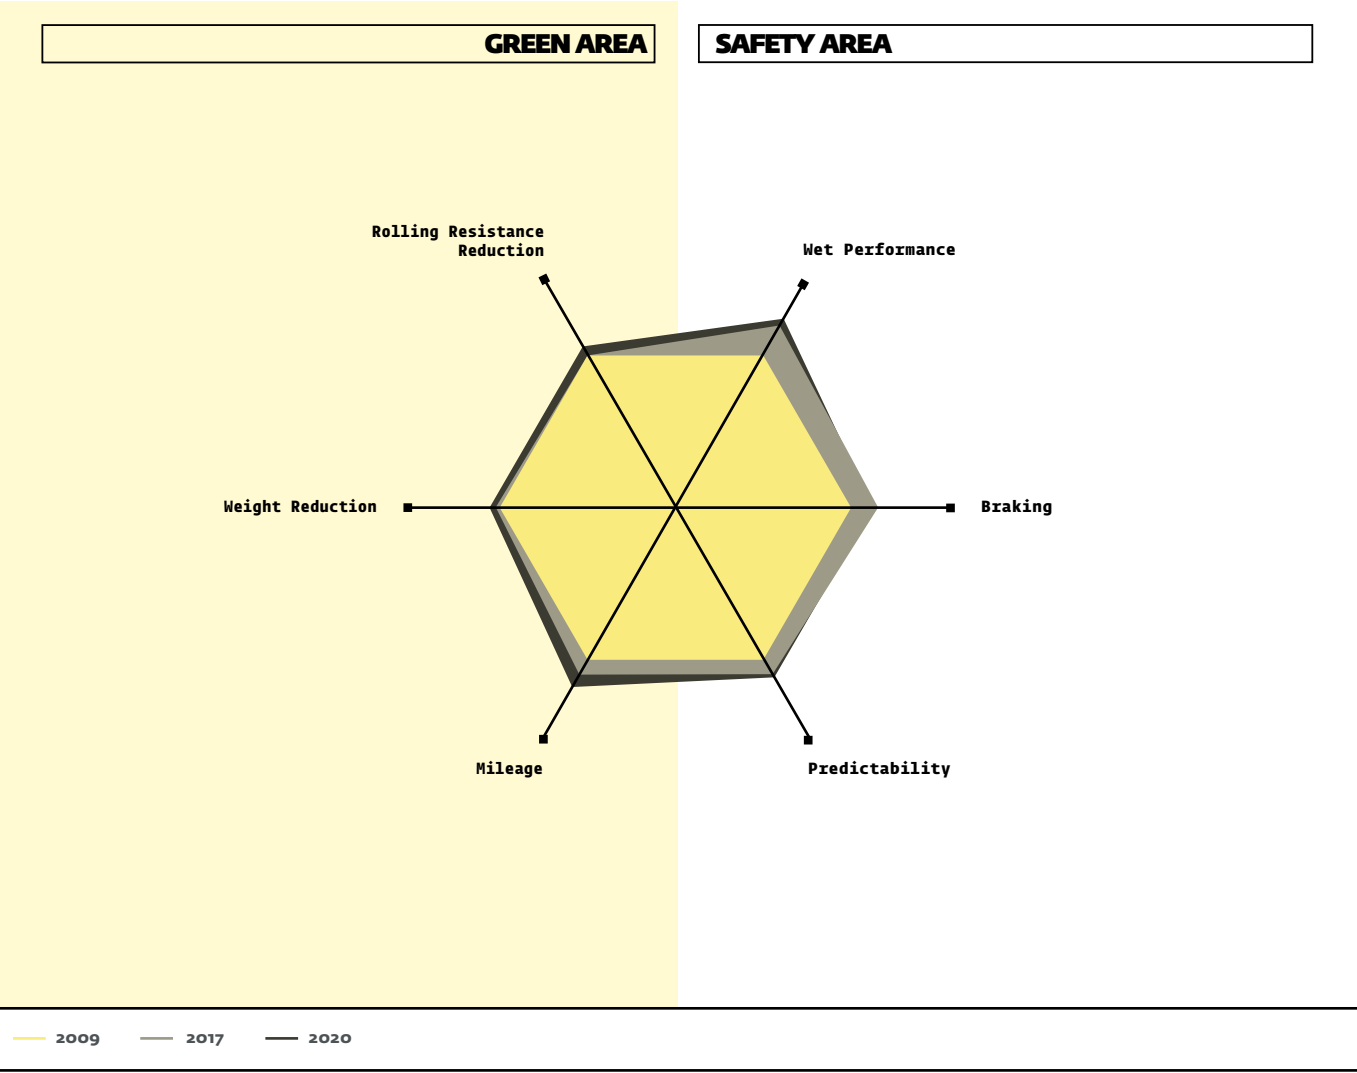 GREEN AREA
SAFETY AREA
Rolling Resistance
Reduction
Wet Performance
Weight Reduction
Braking
Mileage
Predictability
2009
2017
2020